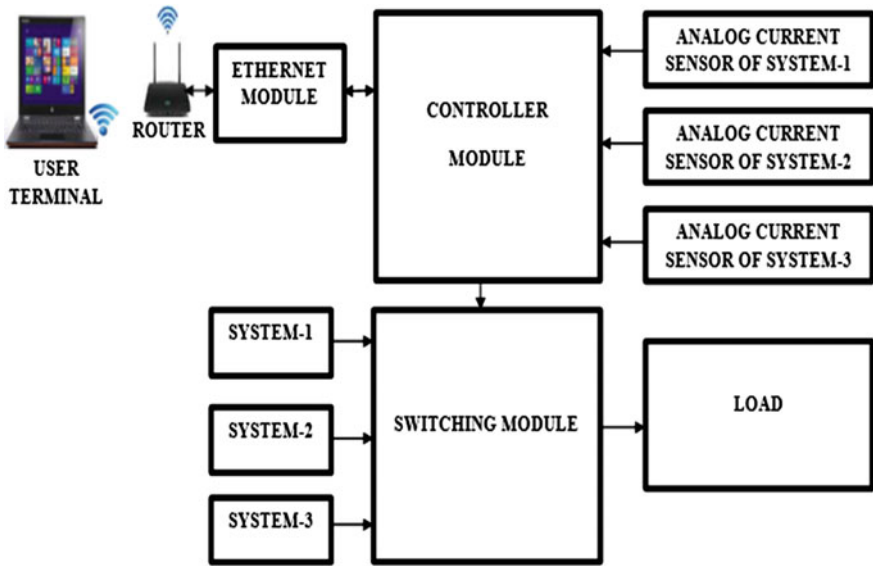 ANALOG CURRENT
SENSOR OF SYSTEM-1
ETHERNET
MODULE
CONTROLLER
MODULE
ROUTER
USER
TERMINAL
ANALOG CURRENT
SENSOR OF SYSTEM-2
ANALOG CURRENT
SENSOR OF SYSTEM-3
SYSTEM-1
SYSTEM-2
SYSTEM-3
SWITCHING MODULE
LOAD